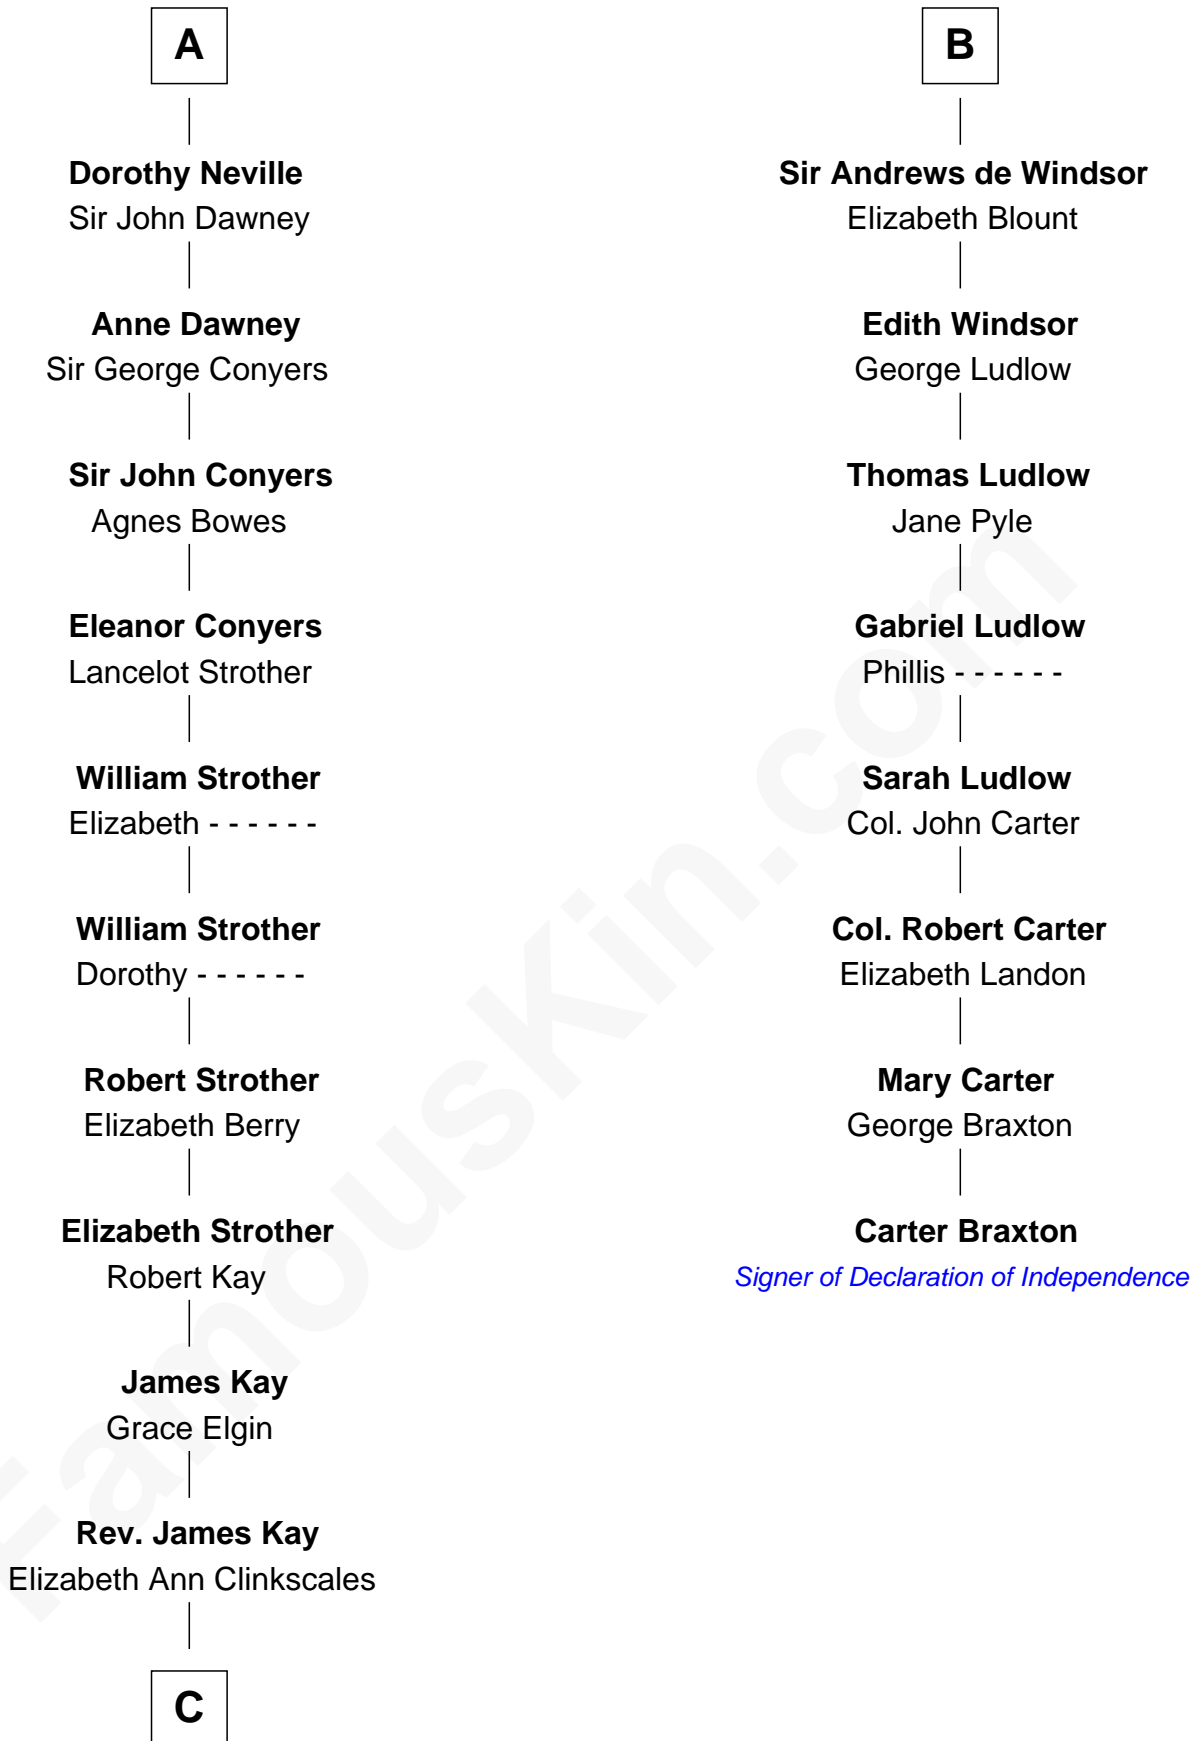 A
Dorothy Neville
Sir John Dawney
Anne Dawney
Sir George Conyers
Sir John Conyers
Agnes Bowes
Eleanor Conyers
Lancelot Strother
William Strother
Elizabeth - - - - - -
William Strother
Dorothy - - - - - -
Robert Strother
Elizabeth Berry
Elizabeth Strother
Robert Kay
James Kay
Grace Elgin
Rev. James Kay
Elizabeth Ann Clinkscales
C
B
Sir Andrews de Windsor
Elizabeth Blount
Edith Windsor
George Ludlow
Thomas Ludlow
Jane Pyle
Gabriel Ludlow
Phillis - - - - - -
Sarah Ludlow
Col. John Carter
Col. Robert Carter
Elizabeth Landon
Mary Carter
George Braxton
Carter Braxton
Signer of Declaration of Independence
FamousKin.com